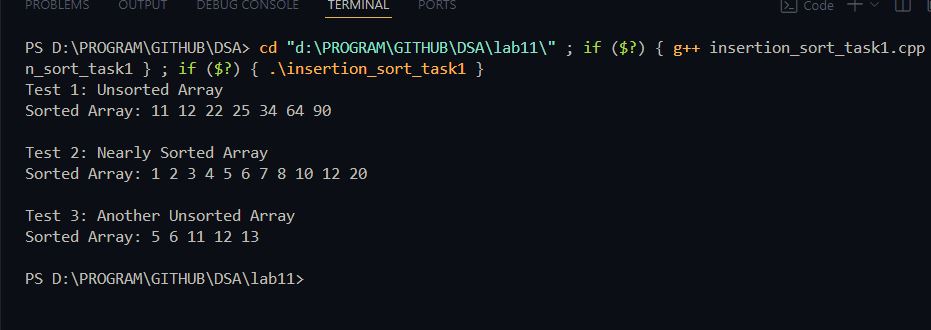 PROBLEMS OUTPUT DEBUG CONSOLE TERMINAL PORTS Code
PS D:\PROGRAM\GITHUB\DSA> cd "d:\PROGRAM\GITHUB\DSA\lab11\" ; if ($?) { g++ insertion_sort_task1.cpp
n_sort_task1 } ; if ($?) { .\insertion_sort_task1 }
Test 1: Unsorted Array
Sorted Array: 11 12 22 25 34 64 90
Test 2: Nearly Sorted Array
Sorted Array: 1 2 3 4 5 6 7 8 10 12 20
Test 3: Another Unsorted Array
Sorted Array: 5 6 11 12 13
PS D:\PROGRAM\GITHUB\DSA\lab11>